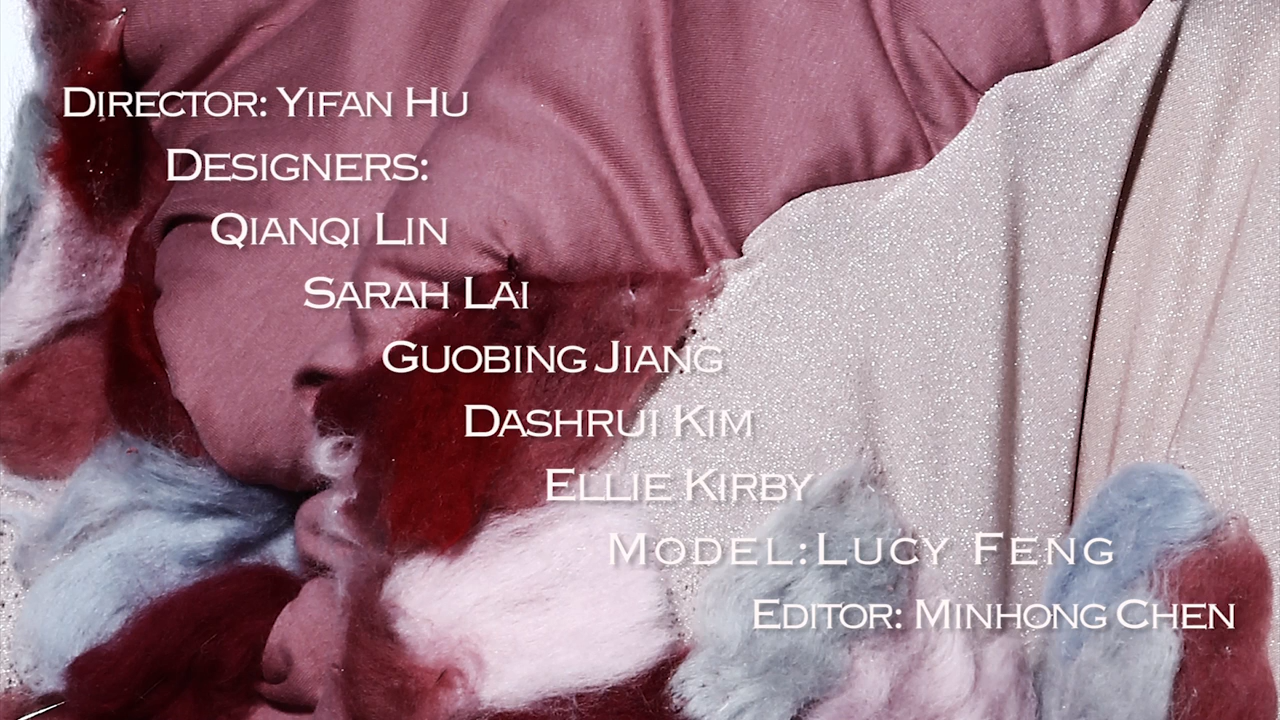 Director: Yifan Hu
Designers:
Qianqi Lin
Sarah Lai
Guobing Jiang
Dashrui Kim
Ellie Kirby
Model:Lucy Feng
Editor: Minhong Chen